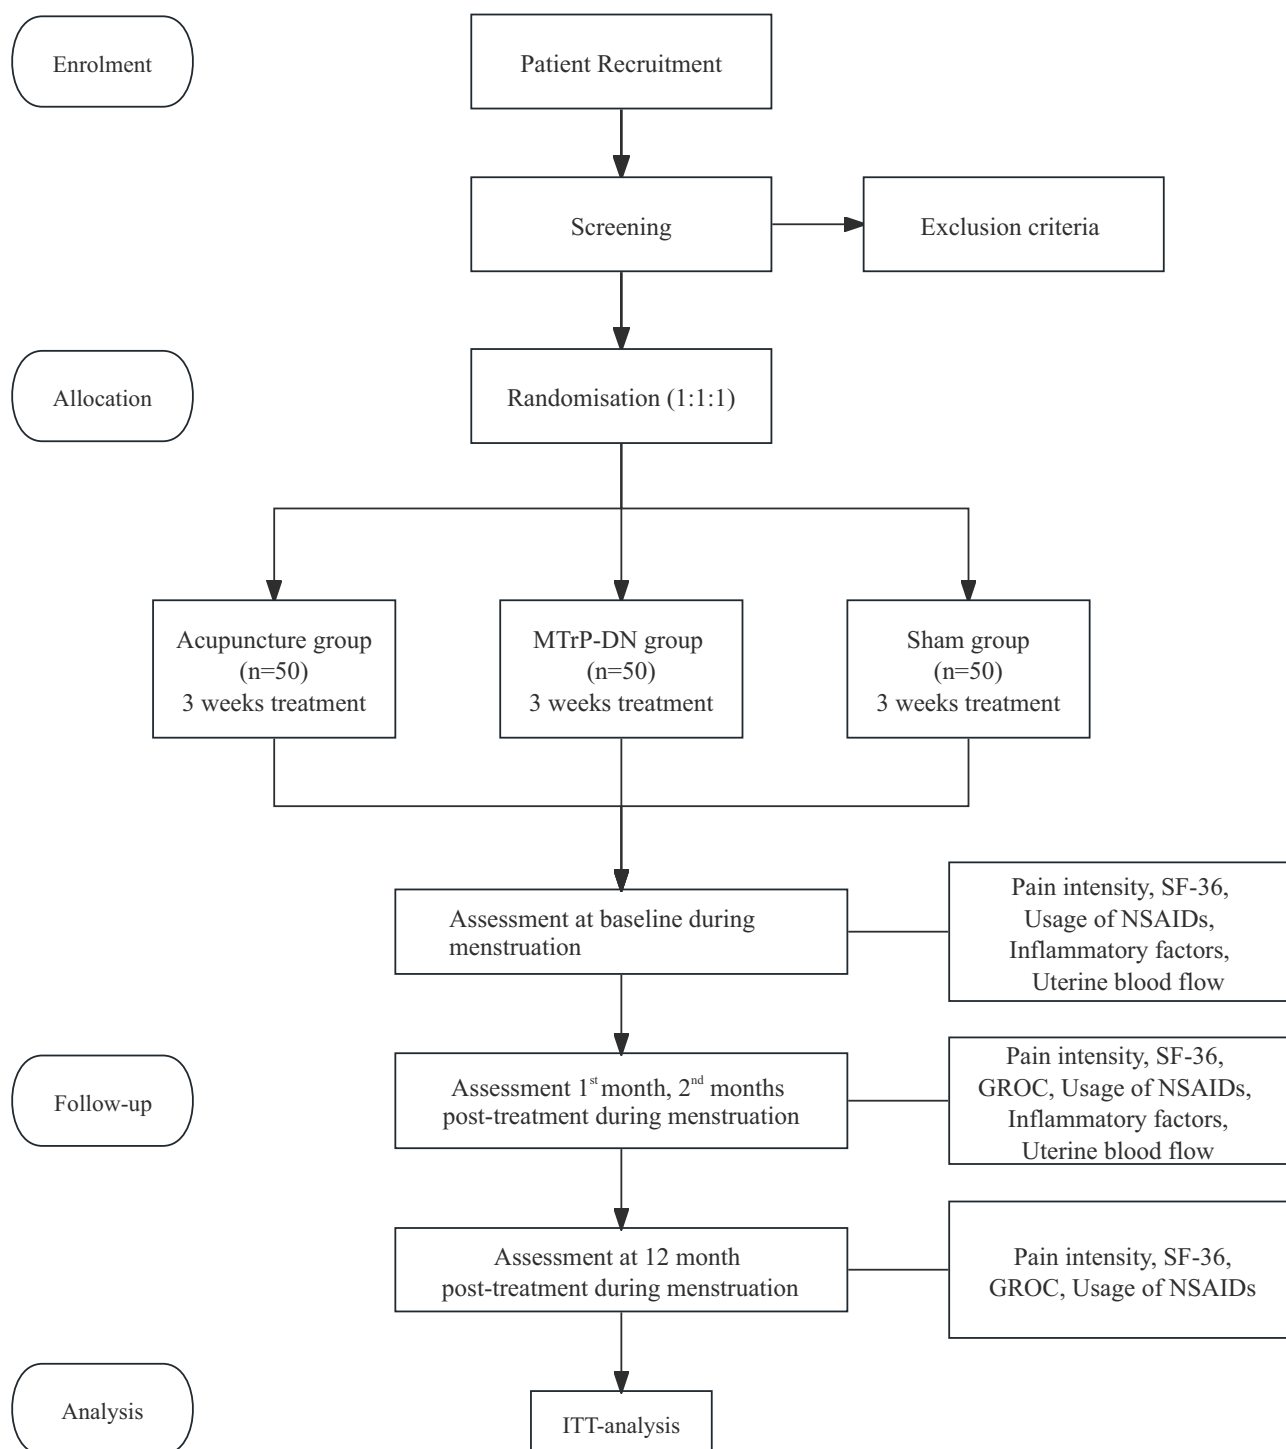 Enrolment
Patient Recruitment
Screening
Exclusion criteria
Allocation
Randomisation (1:1:1)
Acupuncture group
(n=50)
3 weeks treatment
MTrP-DN group
(n=50)
3 weeks treatment
Sham group
(n=50)
3 weeks treatment
Assessment at baseline during
menstruation
Pain intensity, SF-36,
Usage of NSAIDs,
Inflammatory factors,
Uterine blood flow
Follow-up
Assessment 1st month, 2nd months
post-treatment during menstruation
Pain intensity, SF-36,
GROC, Usage of NSAIDs,
Inflammatory factors,
Uterine blood flow
Assessment at 12 month
post-treatment during menstruation
Pain intensity, SF-36,
GROC, Usage of NSAIDs
Analysis
ITT-analysis